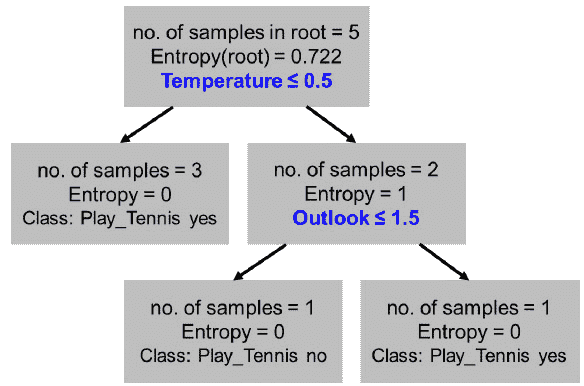 no. of samples in root = 5
Entropy(root) = 0.722
Temperature ≤ 0.5
no. of samples = 3
Entropy = 0
Class: Play_Tennis yes
no. of samples = 2
Entropy = 1
Outlook ≤ 1.5
no. of samples = 1
Entropy = 0
Class: Play_Tennis no
no. of samples = 1
Entropy = 0
Class: Play_Tennis yes